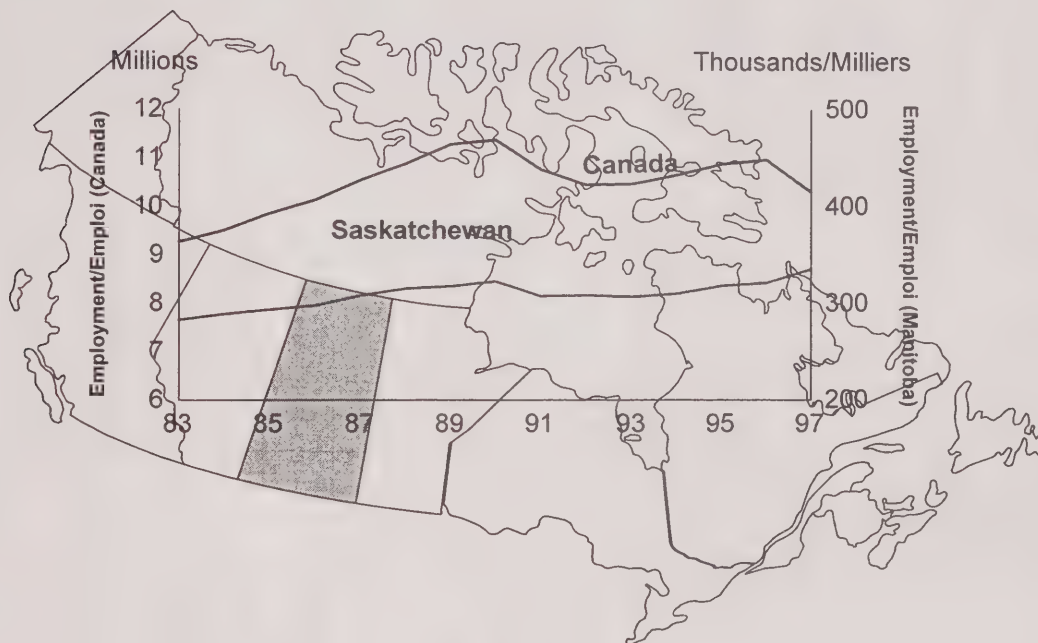 Millions
Thousands/Milliers
Employment/Emploi (Canada)
12
11
10
9
8
7
6
Canada
Saskatchewan
500
400
300
200
Employment/Emploi (Manitoba)
83 85 87 89 91 93 95 97